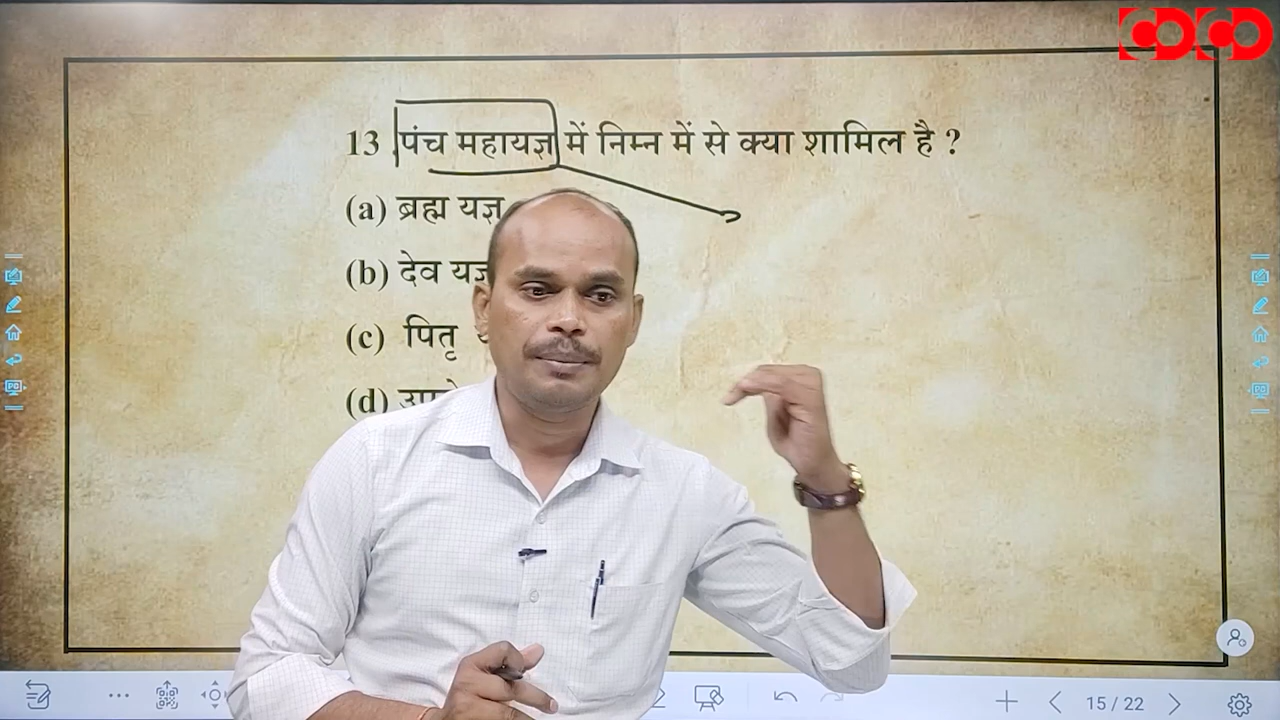 13 पंच महायज्ञ में निम्न में से क्या शामिल है ?
(a) ब्रह्म यज्ञ
(b) देव यज्ञ
(c) पितृ
(d)
15 / 22